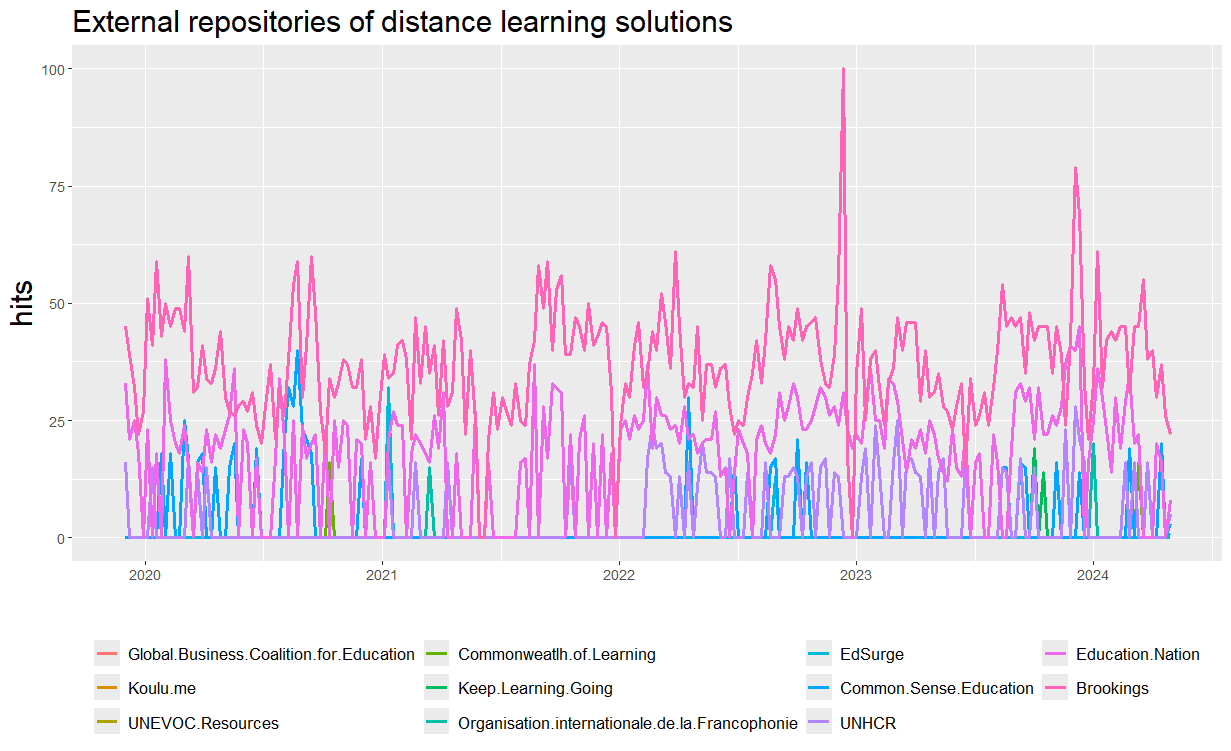 External repositories of distance learning solutions
100
75
50
25
0
hits
2020 2021 2022 2023 2024
Global.Business.Coalition.for.Education Commonweatlh.of.Learning EdSurge Education.Nation
Koulu.me Keep.Learning.Going Common.Sense.Education Brookings
UNEVOC.Resources Organisation.internationale.de.la.Francophonie UNHCR